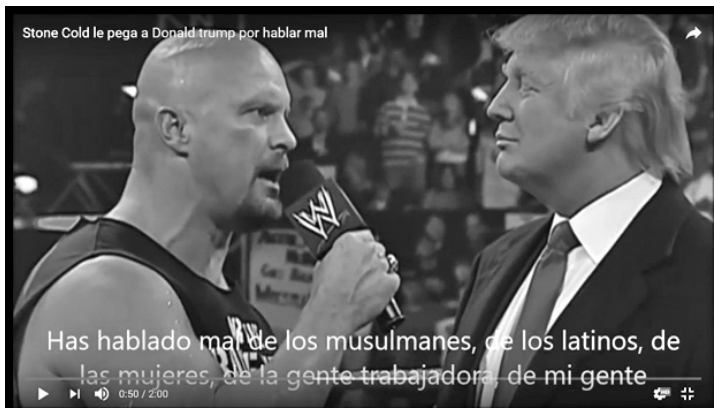 Stone Cold le pega a Donald trump por hablar mal
W
Has hablado mal de los musulmanes, de los latinos, de
las mujeres, de la gente trabajadora, de mi gente
0:50 / 2:00